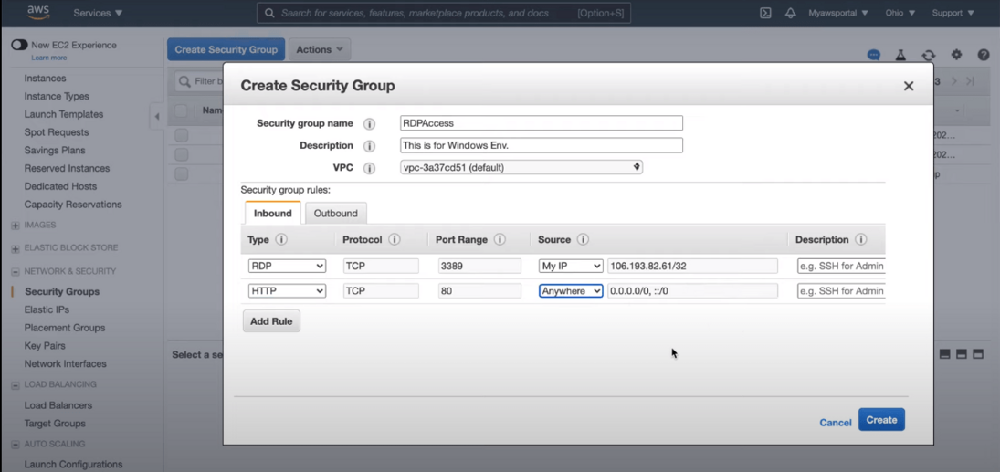 aws Services Search for services, features, marketplace products, and docs [Option+S] Myawsportal Ohio Support
New EC2 Experience
Learn more
Instances
Instance Types
Launch Templates
Spot Requests
Savings Plans
Reserved Instances
Dedicated Hosts
Capacity Reservations
IMAGES
ELASTIC BLOCK STORE
NETWORK & SECURITY
Security Groups
Elastic IPs
Placement Groups
Key Pairs
Network Interfaces
LOAD BALANCING
Load Balancers
Target Groups
AUTO SCALING
Launch Configurations
Create Security Group Actions
Filter b
3
Nam
202...
202...
p
Select a se
Create Security Group
Security group name RDPAccess
Description This is for Windows Env.
VPC vpc-3a37cd51 (default)
Security group rules:
Inbound Outbound
Type Protocol Port Range Source Description
RDP TCP 3389 My IP 106.193.82.61/32 e.g. SSH for Admin
HTTP TCP 80 Anywhere 0.0.0.0/0, ::/0 e.g. SSH for Admin
Add Rule
Cancel Create